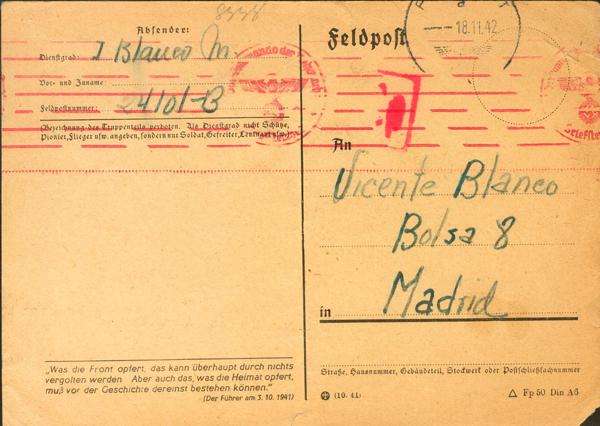 8338
Absender:
Dienstgrad: J Blanco M.
Vor- und Zuname
Feldpostnummer: 24101-B
(Bezeichnung des Truppenteils verboten. Als Dienstgrad nicht Schütze,
Pionier, Flieger usw. angeben, sondern nur Soldat, Gefreiter, Leutnant usw.)
„Was die Front opfert, das kann überhaupt durch nichts
vergolten werden Aber auch das, was die Heimat opfert,
muß vor der Geschichte dereinst bestehen können."
(Der Führer am 3. 10. 1941)
Feldpost
18.11.42
An
Vicente Blanco
Bolsa 8
in Madrid
Straße, Hausnummer, Gebäudeteil, Stockwerk oder Postschließfachnummer
(10. 41)
Fp 50 Din A6